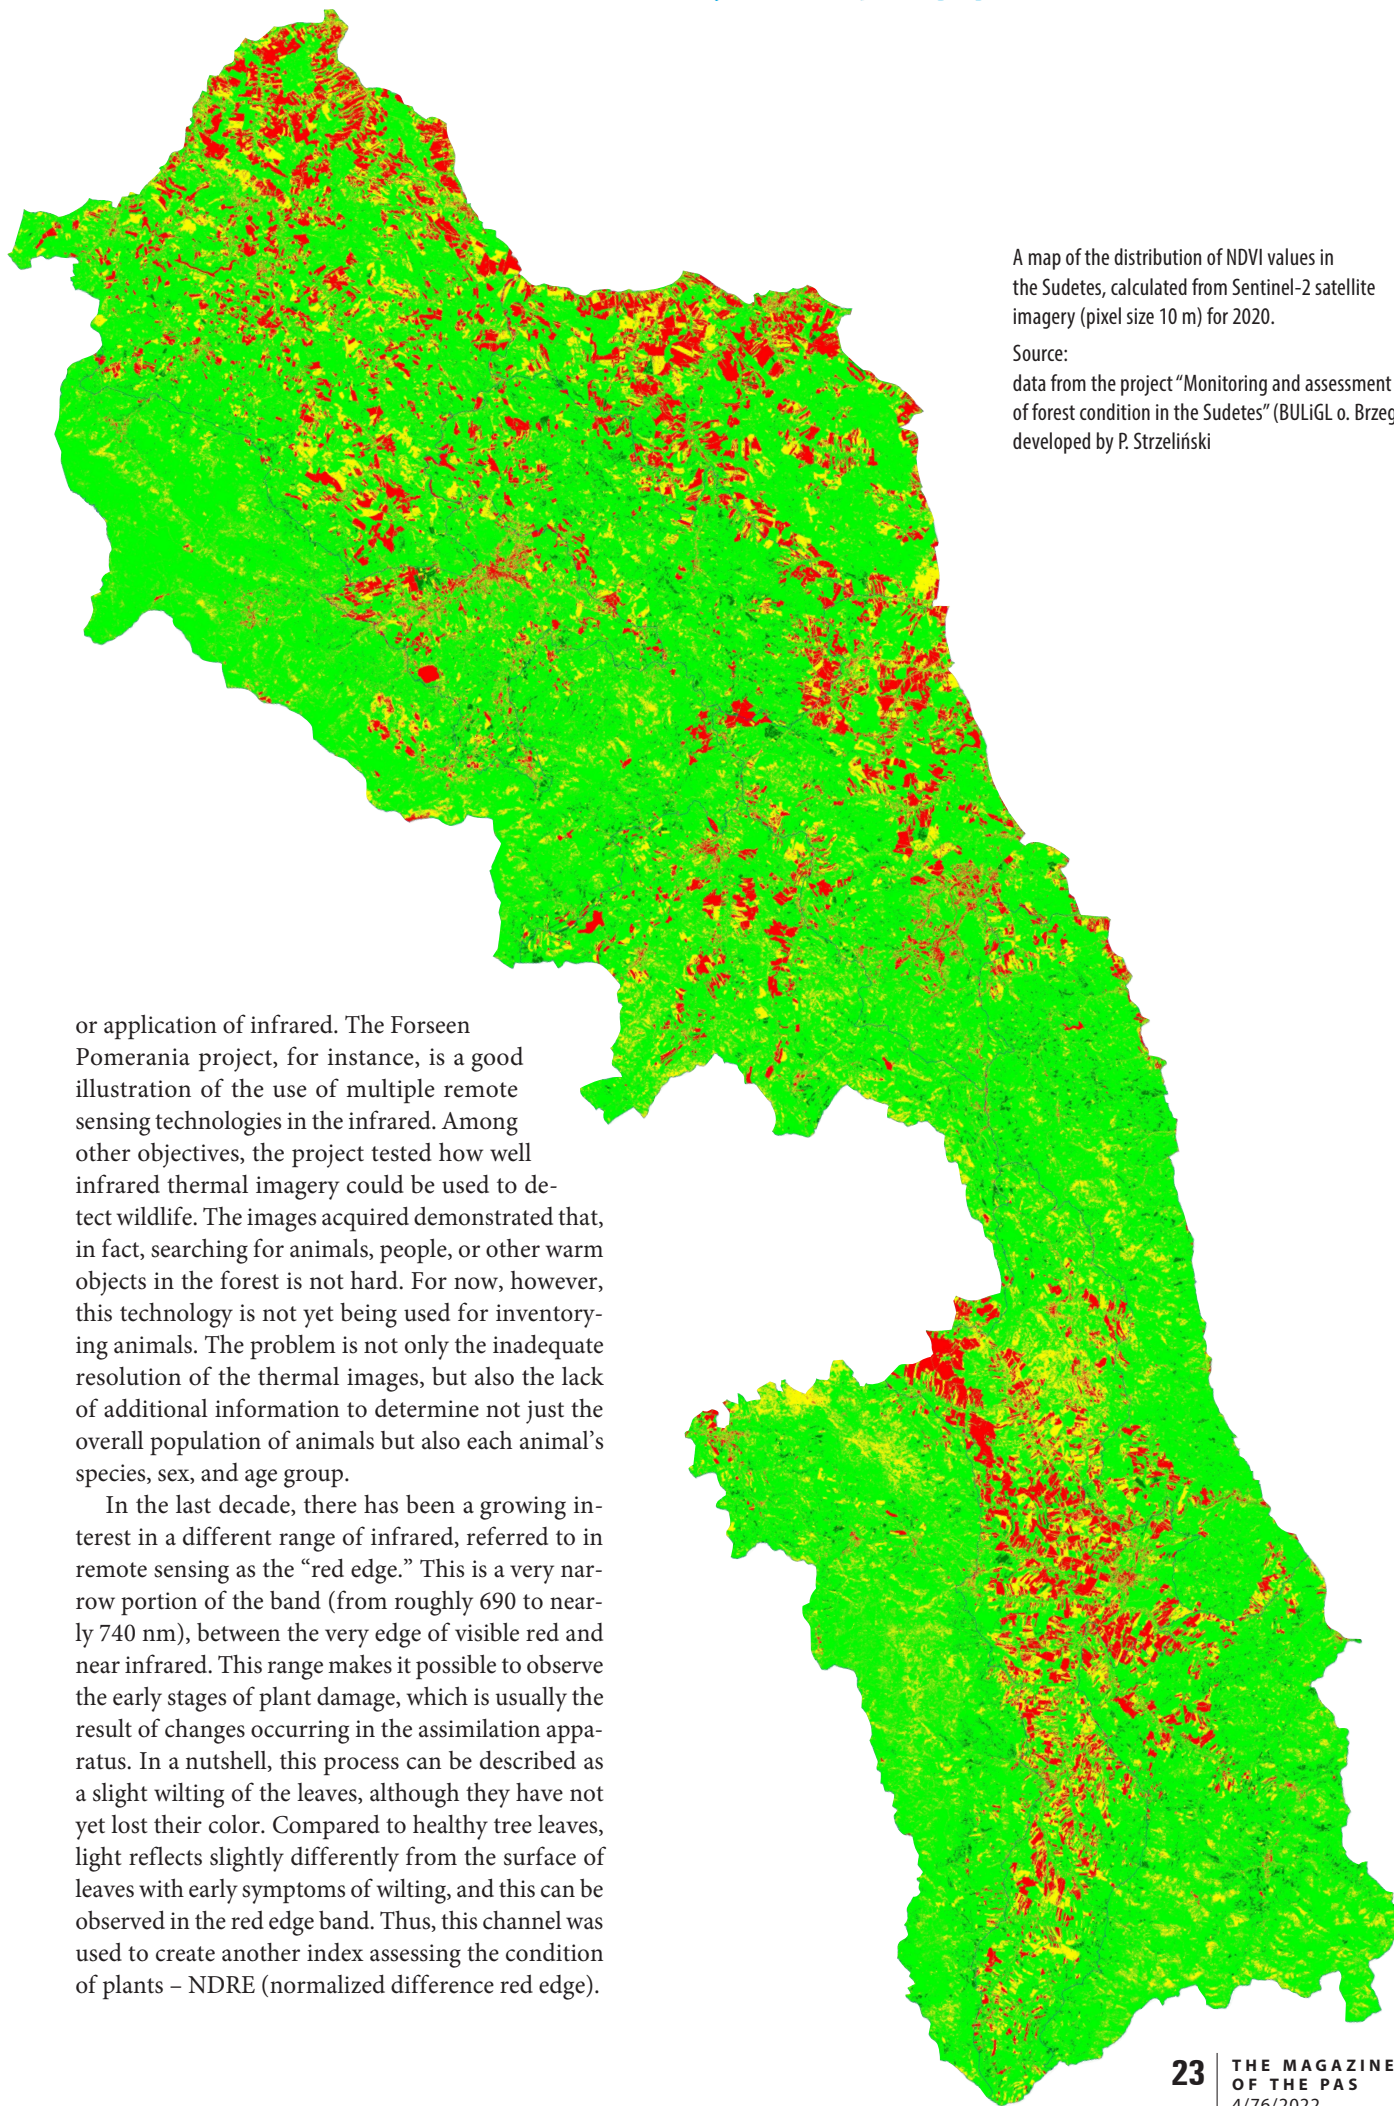 A map of the distribution of NDVI values in
the Sudetes, calculated from Sentinel-2 satellite
imagery (pixel size 10 m) for 2020.
Source:
data from the project “Monitoring and assessment
of forest condition in the Sudetes” (BULiGL o. Brzeg
developed by P. Strzeliński
or application of infrared. The Forseen
Pomerania project, for instance, is a good
illustration of the use of multiple remote
sensing technologies in the infrared. Among
other objectives, the project tested how well
infrared thermal imagery could be used to de-
tect wildlife. The images acquired demonstrated that,
in fact, searching for animals, people, or other warm
objects in the forest is not hard. For now, however,
this technology is not yet being used for inventory-
ing animals. The problem is not only the inadequate
resolution of the thermal images, but also the lack
of additional information to determine not just the
overall population of animals but also each animal’s
species, sex, and age group.
In the last decade, there has been a growing in-
terest in a different range of infrared, referred to in
remote sensing as the “red edge.” This is a very nar-
row portion of the band (from roughly 690 to near-
ly 740 nm), between the very edge of visible red and
near infrared. This range makes it possible to observe
the early stages of plant damage, which is usually the
result of changes occurring in the assimilation appa-
ratus. In a nutshell, this process can be described as
a slight wilting of the leaves, although they have not
yet lost their color. Compared to healthy tree leaves,
light reflects slightly differently from the surface of
leaves with early symptoms of wilting, and this can be
observed in the red edge band. Thus, this channel was
used to create another index assessing the condition
of plants – NDRE (normalized difference red edge).
23
THE MAGAZINE
OF THE PAS
4/76/2022